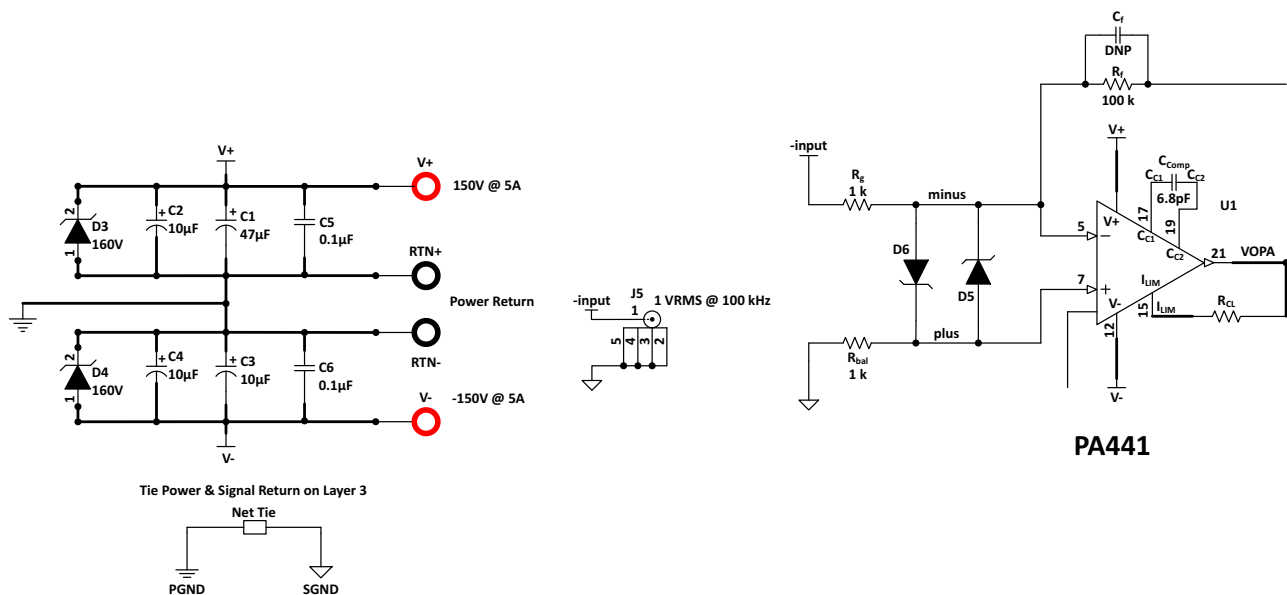 V+
V+
150V @ 5A
2
D3
160V
1
+
C2
10µF
+
C1
47µF
C5
0.1µF
RTN+
Power Return
2
D4
160V
1
+
C4
10µF
+
C3
10µF
C6
0.1µF
RTN-
V-
-150V @ 5A
V-
Tie Power & Signal Return on Layer 3
Net Tie
PGND
SGND
-input
J5
1
1 VRMS @ 100 kHz
5
4
3
2
-input
Rg
1 k
minus
D6
D5
plus
Rbal
1 k
Cf
DNP
Rf
100 k
V+
CComp
CC1
CC2
6.8pF
U1
17
19
V+
CC1
CC2
5
−
7
+
21
VOPA
ILIM
V-
15
ILIM
RCL
12
V-
PA441